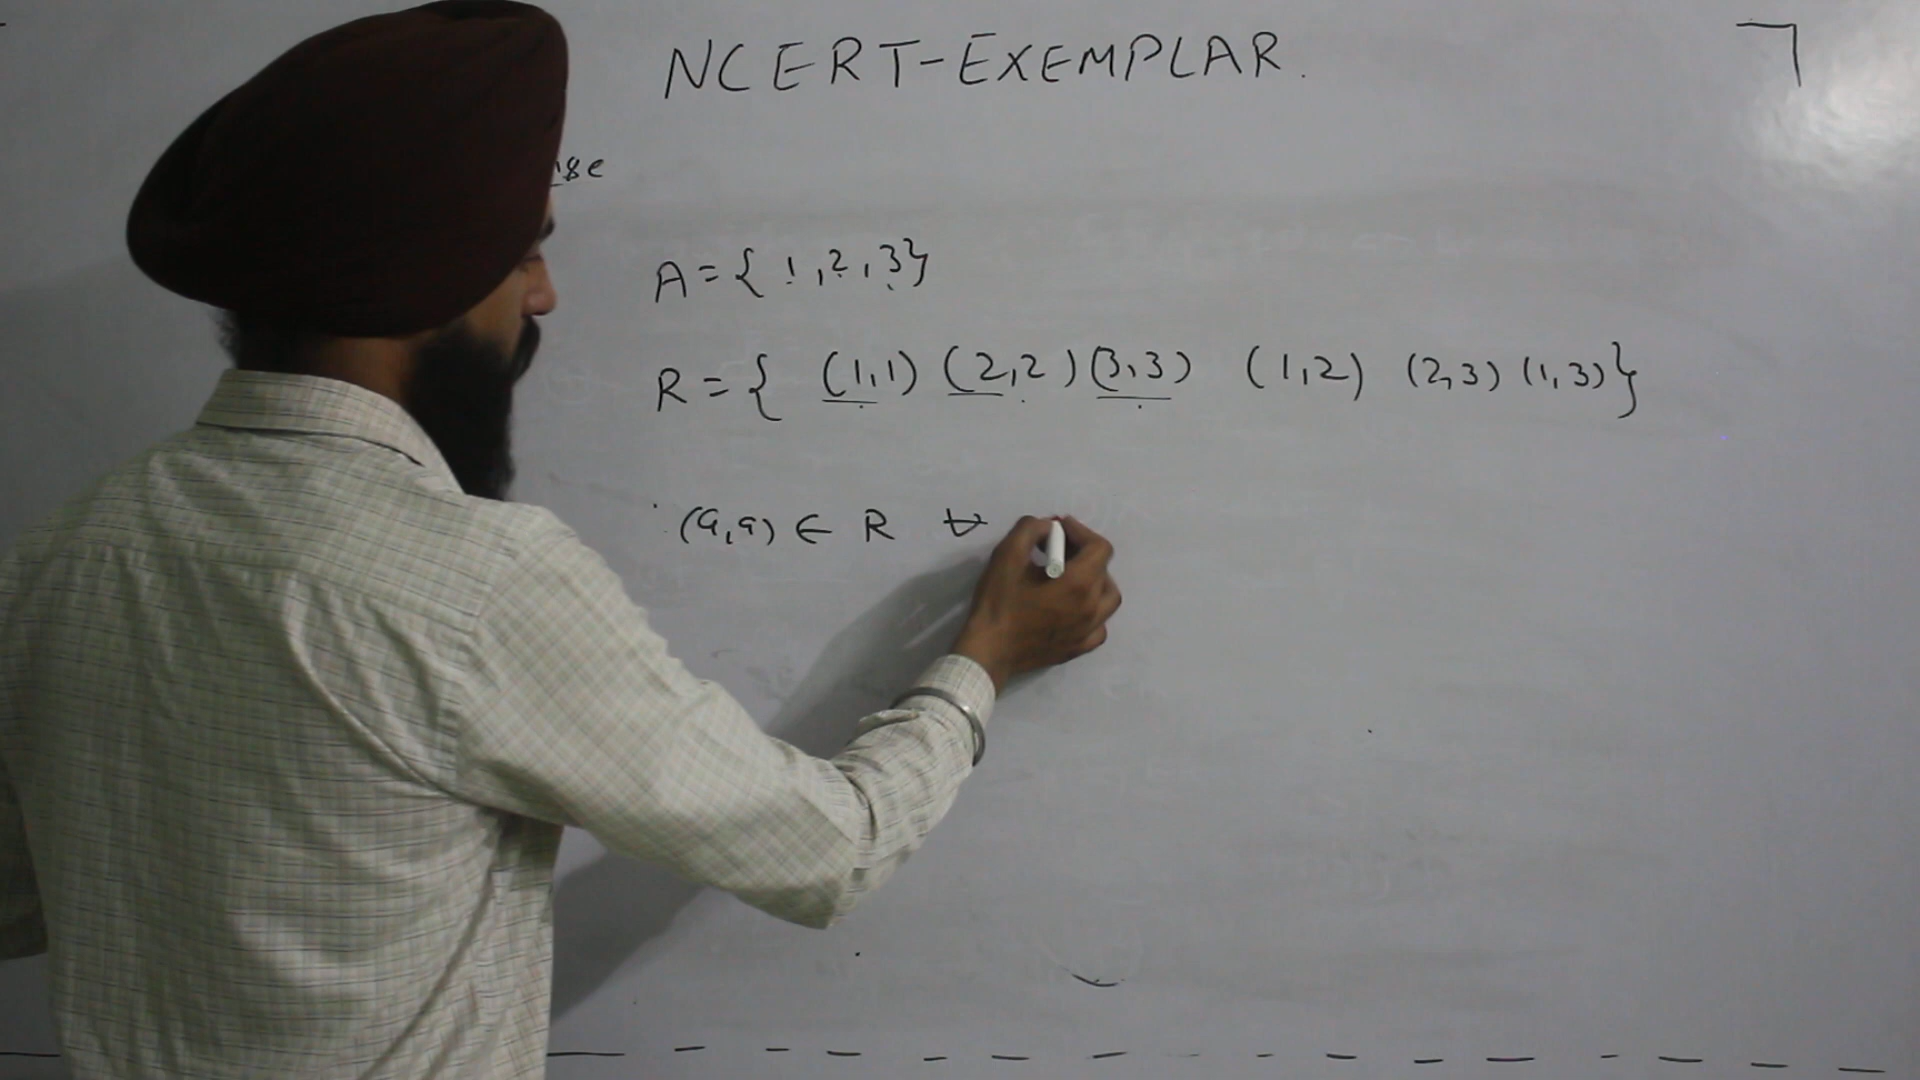 NCERT-EXEMPLAR.
A={1,2,3}
R={ (1,1) (2,2) (3,3) (1,2) (2,3) (1,3)}
(a,a) ∈ R ∀